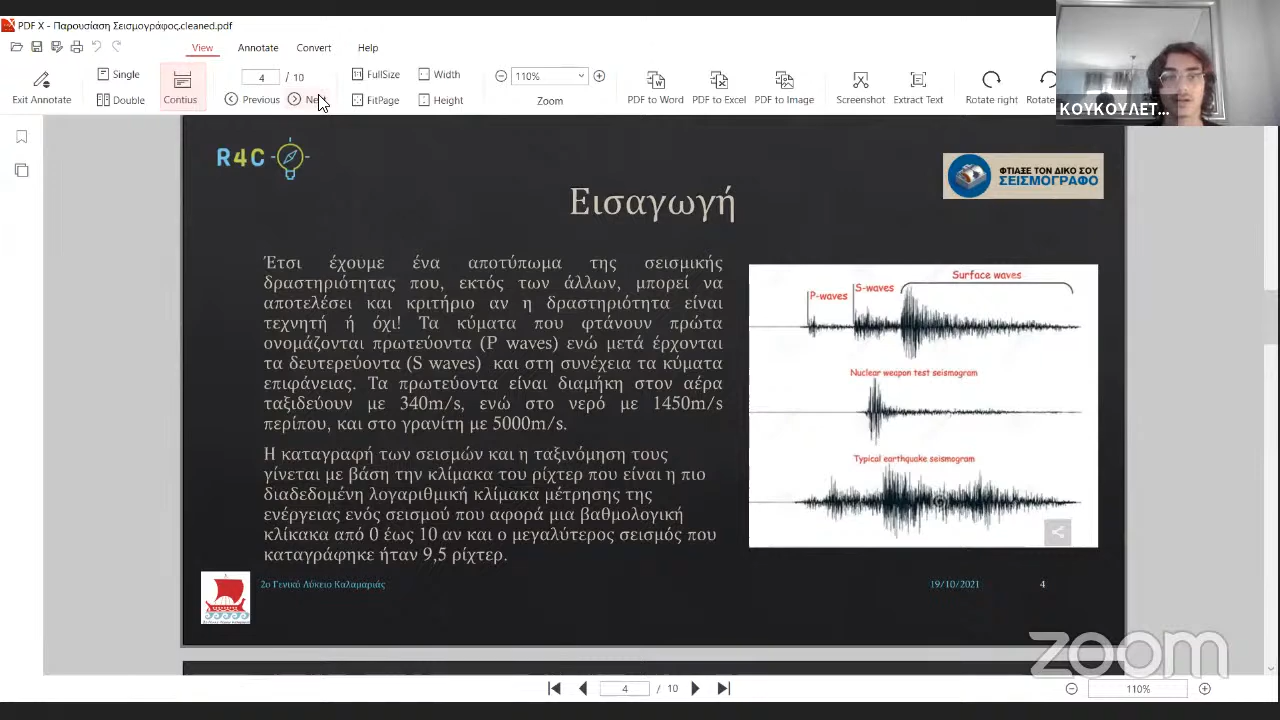 PDF X - Παρουσίαση Σεισμογράφος.cleaned.pdf
View Annotate Convert Help
Exit Annotate
Single
Double
Contius
4 / 10
Previous
FullSize
FitPage
Width
Height
110%
Zoom
PDF to Word
PDF to Excel
PDF to Image
Screenshot
Extract Text
Rotate right
Rotate
ΚΟΥΚΟΥΛΕΤ...
R4C
ΦΤΙΑΞΕ ΤΟΝ ΔΙΚΟ ΣΟΥ
ΣΕΙΣΜΟΓΡΑΦΟ
Εισαγωγή
Έτσι έχουμε ένα αποτύπωμα της σεισμικής
δραστηριότητας που, εκτός των άλλων, μπορεί να
αποτελέσει και κριτήριο αν η δραστηριότητα είναι
τεχνητή ή όχι! Τα κύματα που φτάνουν πρώτα
ονομάζονται πρωτεύοντα (P waves) ενώ μετά έρχονται
τα δευτερεύοντα (S waves) και στη συνέχεια τα κύματα
επιφάνειας. Τα πρωτεύοντα είναι διαμήκη στον αέρα
ταξιδεύουν με 340m/s, ενώ στο νερό με 1450m/s
περίπου, και στο γρανίτη με 5000m/s.
Η καταγραφή των σεισμών και η ταξινόμηση τους
γίνεται με βάση την κλίμακα του ρίχτερ που είναι η πιο
διαδεδομένη λογαριθμική κλίμακα μέτρησης της
ενέργειας ενος σεισμού που αφορά μια βαθμολογική
κλίκακα από 0 έως 10 αν και ο μεγαλύτερος σεισμός που
καταγράφηκε ήταν 9,5 ρίχτερ.
Surface waves
S-waves
P-waves
Nuclear weapon test seismogram
Typical earthquake seismogram
2ο Γενικό Λύκειο Καλαμαριάς
19/10/2021
4
zoom
4 / 10
110%